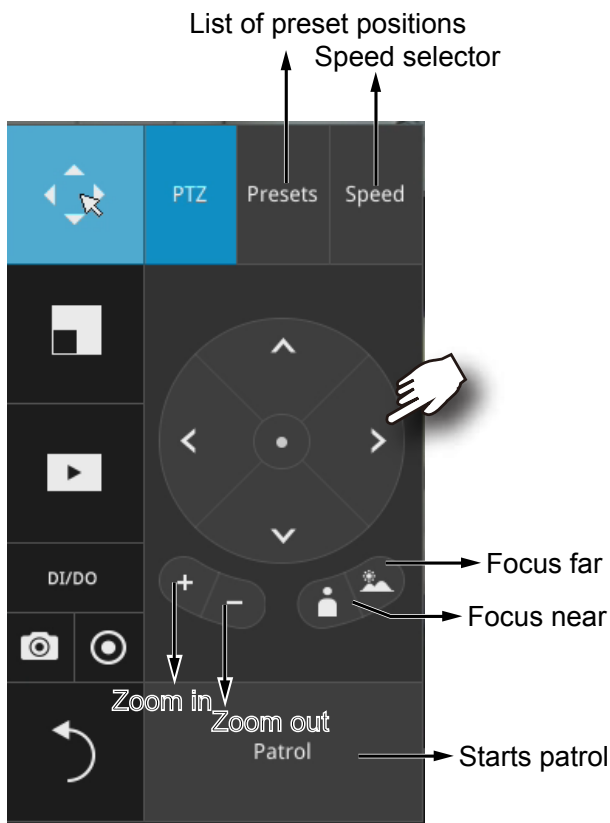 List of preset positions
Speed selector
PTZ
Presets
Speed
DI/DO
Focus far
Focus near
Zoom in
Zoom out
Patrol
Starts patrol